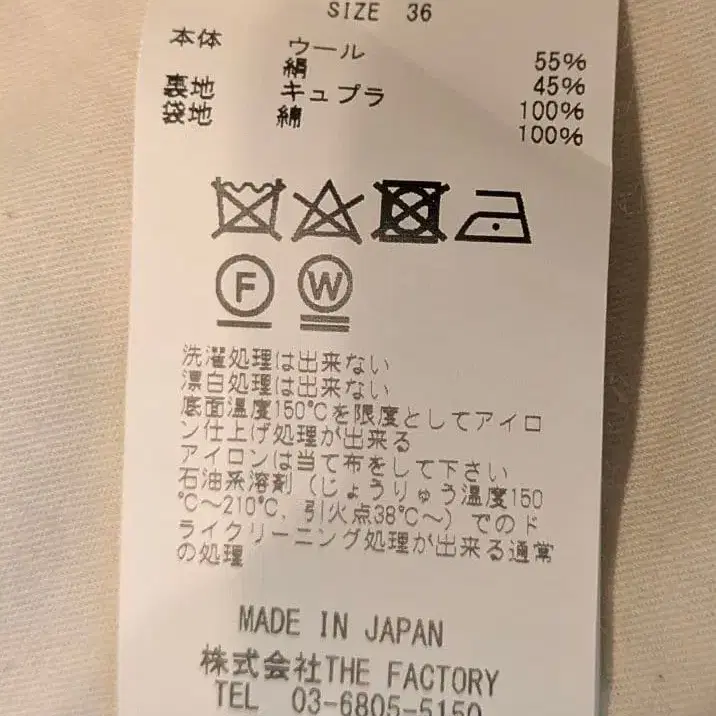 SIZE 36
本体 ウール 55%
絹 45%
裏地 キュプラ 100%
袋地 綿 100%
F W
洗濯処理は出来ない
漂白処理は出来ない
底面温度150℃を限度としてアイロ
ン仕上げ処理が出来る
アイロンは当て布をして下さい
石油系溶剤（じょうりゅう温度150
℃～210℃、引火点38℃～）でのド
ライクリーニング処理が出来る通常
の処理
MADE IN JAPAN
株式会社THE FACTORY
TEL 03-6805-5150